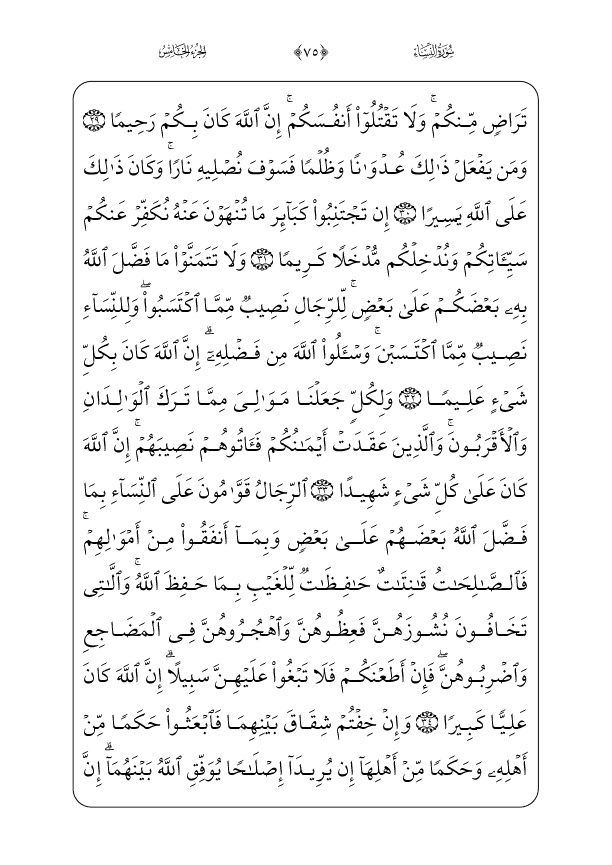 سُورَةُ النِّسَاءِ ﴿٧٥﴾ الجُزْءُ الخَامِسُ
تَرَاضٍ مِّنكُمْ ۚ وَلَا تَقْتُلُوٓا۟ أَنفُسَكُمْ ۚ إِنَّ ٱللَّهَ كَانَ بِكُمْ رَحِيمًا ۝٢٩
وَمَن يَفْعَلْ ذَٰلِكَ عُدْوَٰنًا وَظُلْمًا فَسَوْفَ نُصْلِيهِ نَارًا ۚ وَكَانَ ذَٰلِكَ
عَلَى ٱللَّهِ يَسِيرًا ۝٣٠ إِن تَجْتَنِبُوا۟ كَبَآئِرَ مَا تُنْهَوْنَ عَنْهُ نُكَفِّرْ عَنكُمْ
سَيِّـَٔاتِكُمْ وَنُدْخِلْكُم مُّدْخَلًا كَرِيمًا ۝٣١ وَلَا تَتَمَنَّوْا۟ مَا فَضَّلَ ٱللَّهُ
بِهِۦ بَعْضَكُمْ عَلَىٰ بَعْضٍ ۚ لِّلرِّجَالِ نَصِيبٌ مِّمَّا ٱكْتَسَبُوا۟ ۖ وَلِلنِّسَآءِ
نَصِيبٌ مِّمَّا ٱكْتَسَبْنَ ۚ وَسْـَٔلُوا۟ ٱللَّهَ مِن فَضْلِهِۦٓ ۗ إِنَّ ٱللَّهَ كَانَ بِكُلِّ
شَىْءٍ عَلِيمًا ۝٣٢ وَلِكُلٍّ جَعَلْنَا مَوَٰلِىَ مِمَّا تَرَكَ ٱلْوَٰلِدَانِ
وَٱلْأَقْرَبُونَ ۚ وَٱلَّذِينَ عَقَدَتْ أَيْمَـٰنُكُمْ فَـَٔاتُوهُمْ نَصِيبَهُمْ ۚ إِنَّ ٱللَّهَ
كَانَ عَلَىٰ كُلِّ شَىْءٍ شَهِيدًا ۝٣٣ ٱلرِّجَالُ قَوَّٰمُونَ عَلَى ٱلنِّسَآءِ بِمَا
فَضَّلَ ٱللَّهُ بَعْضَهُمْ عَلَىٰ بَعْضٍ وَبِمَآ أَنفَقُوا۟ مِنْ أَمْوَٰلِهِمْ ۚ
فَٱلصَّـٰلِحَـٰتُ قَـٰنِتَـٰتٌ حَـٰفِظَـٰتٌ لِّلْغَيْبِ بِمَا حَفِظَ ٱللَّهُ ۚ وَٱلَّـٰتِى
تَخَافُونَ نُشُوزَهُنَّ فَعِظُوهُنَّ وَٱهْجُرُوهُنَّ فِى ٱلْمَضَاجِعِ
وَٱضْرِبُوهُنَّ ۖ فَإِنْ أَطَعْنَكُمْ فَلَا تَبْغُوا۟ عَلَيْهِنَّ سَبِيلًا ۗ إِنَّ ٱللَّهَ كَانَ
عَلِيًّا كَبِيرًا ۝٣٤ وَإِنْ خِفْتُمْ شِقَاقَ بَيْنِهِمَا فَٱبْعَثُوا۟ حَكَمًا مِّنْ
أَهْلِهِۦ وَحَكَمًا مِّنْ أَهْلِهَآ إِن يُرِيدَآ إِصْلَـٰحًا يُوَفِّقِ ٱللَّهُ بَيْنَهُمَآ ۗ إِنَّ